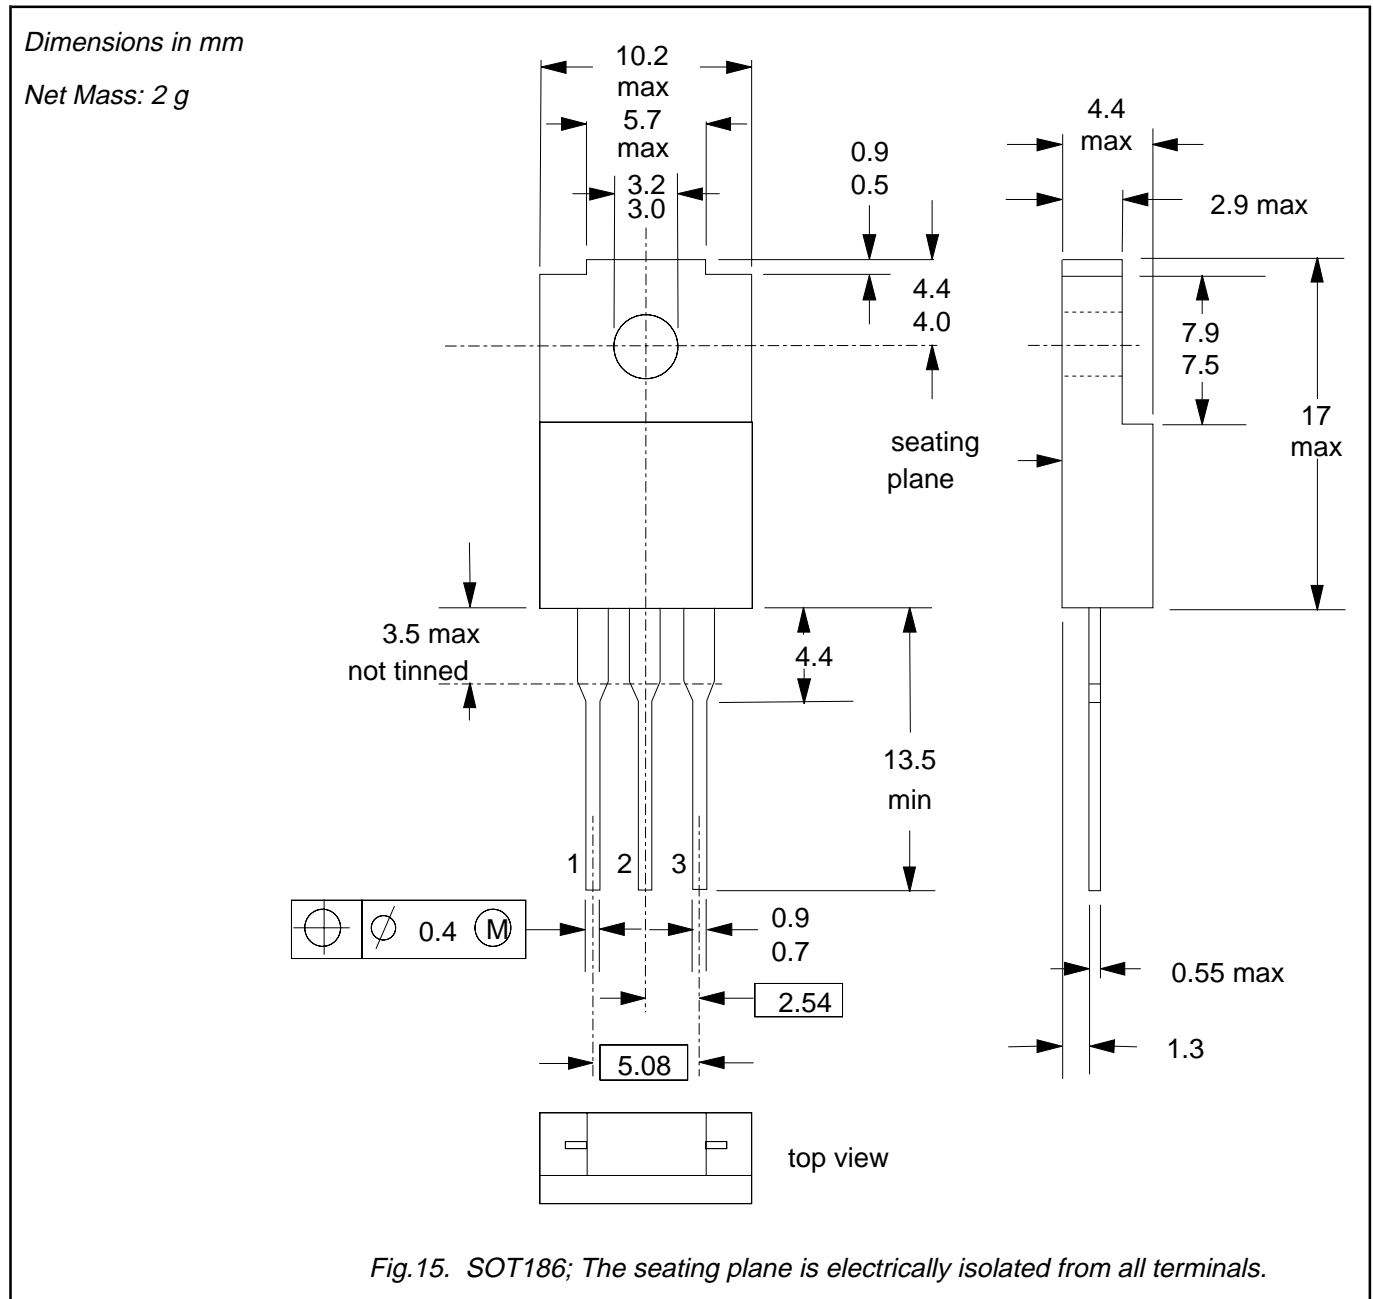 Dimensions in mm
Net Mass: 2 g
10.2
max
5.7
max
3.2
3.0
0.9
0.5
4.4
4.0
seating
plane
3.5 max
not tinned
4.4
13.5
min
1 2 3
0.4 M
0.9
0.7
2.54
5.08
top view
4.4
max
2.9 max
7.9
7.5
17
max
0.55 max
1.3
Fig.15. SOT186; The seating plane is electrically isolated from all terminals.